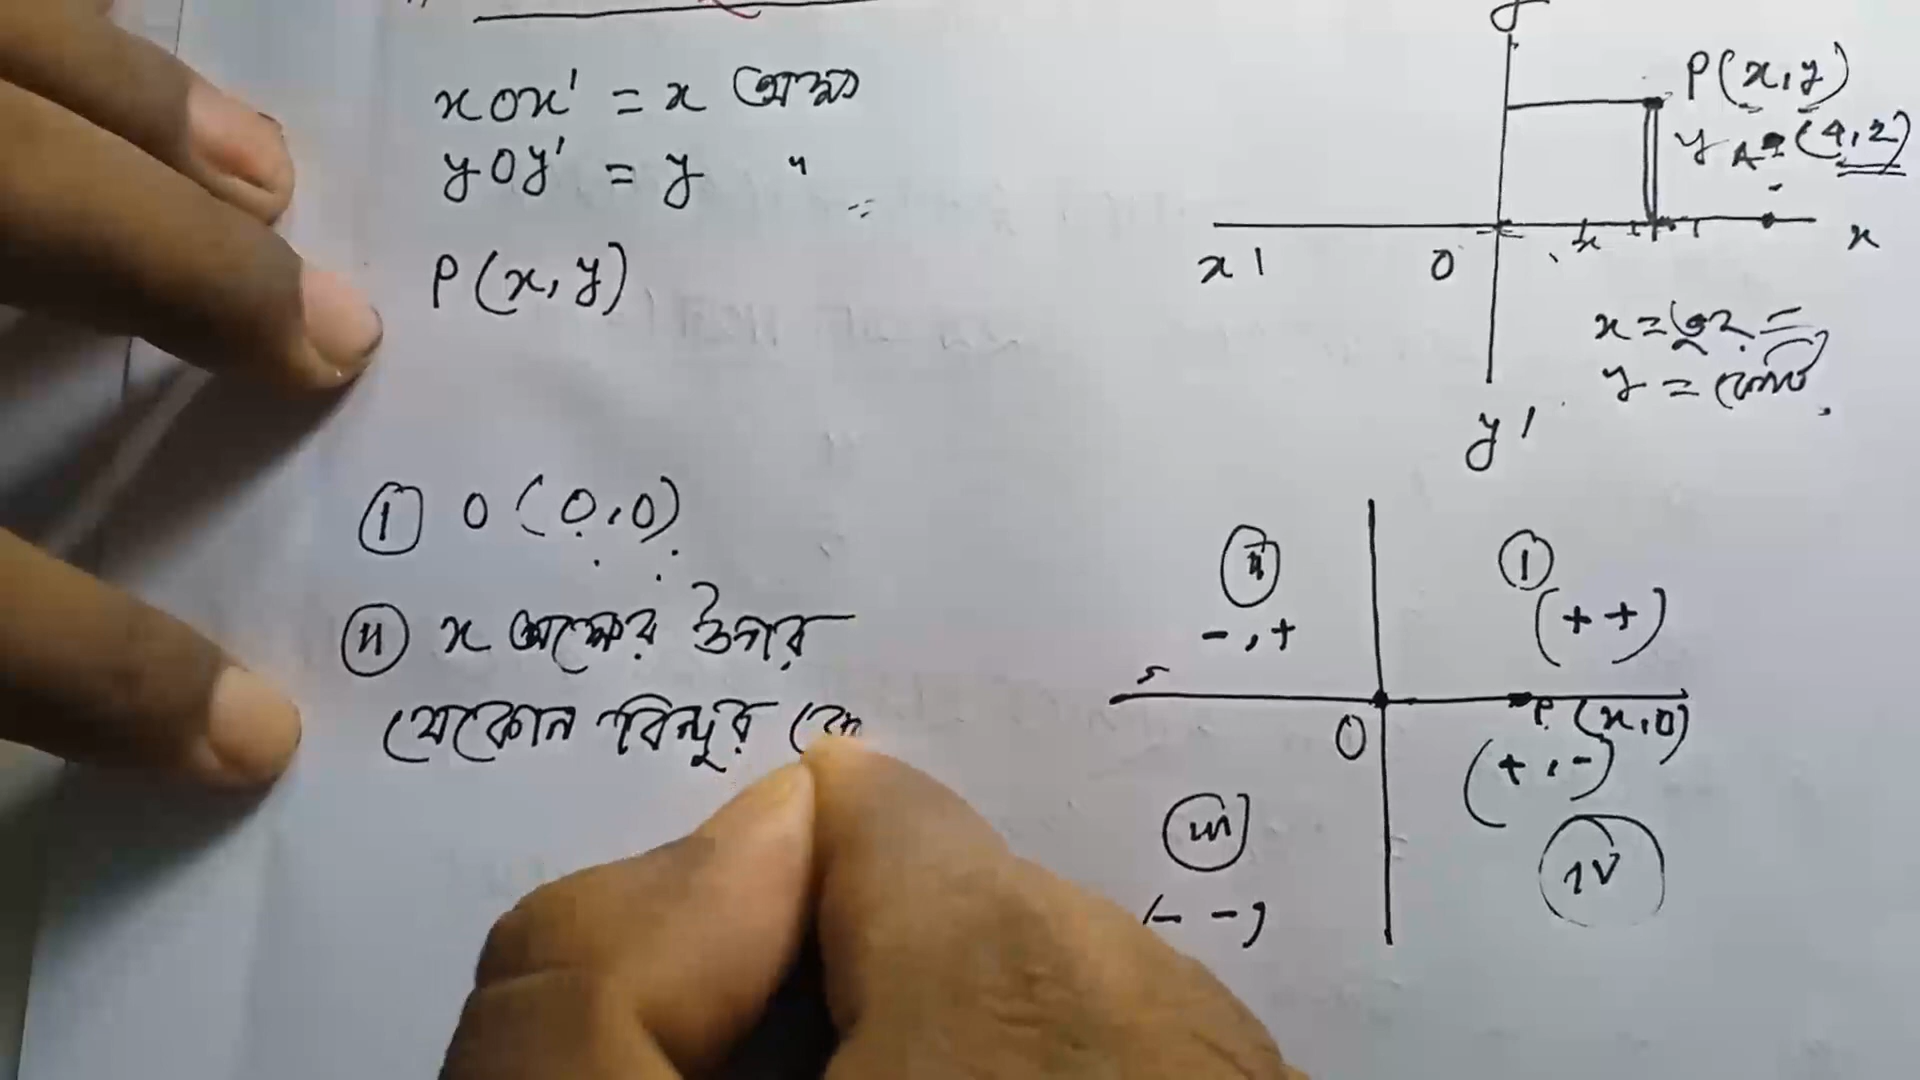 xox' = x অক্ষ
yoy' = y "
P(x, y)
(i) O (0,0)
(ii) x অক্ষের উপর
যেকোন বিন্দুর কো
y
P(x,y)
y A (4,2)
x' O x x
x = ভুজ
y = কোটি
y'
(ii) (i)
-,+ (+ +)
O P (x,0)
(+,-)
(iii) (iv)
(- -)